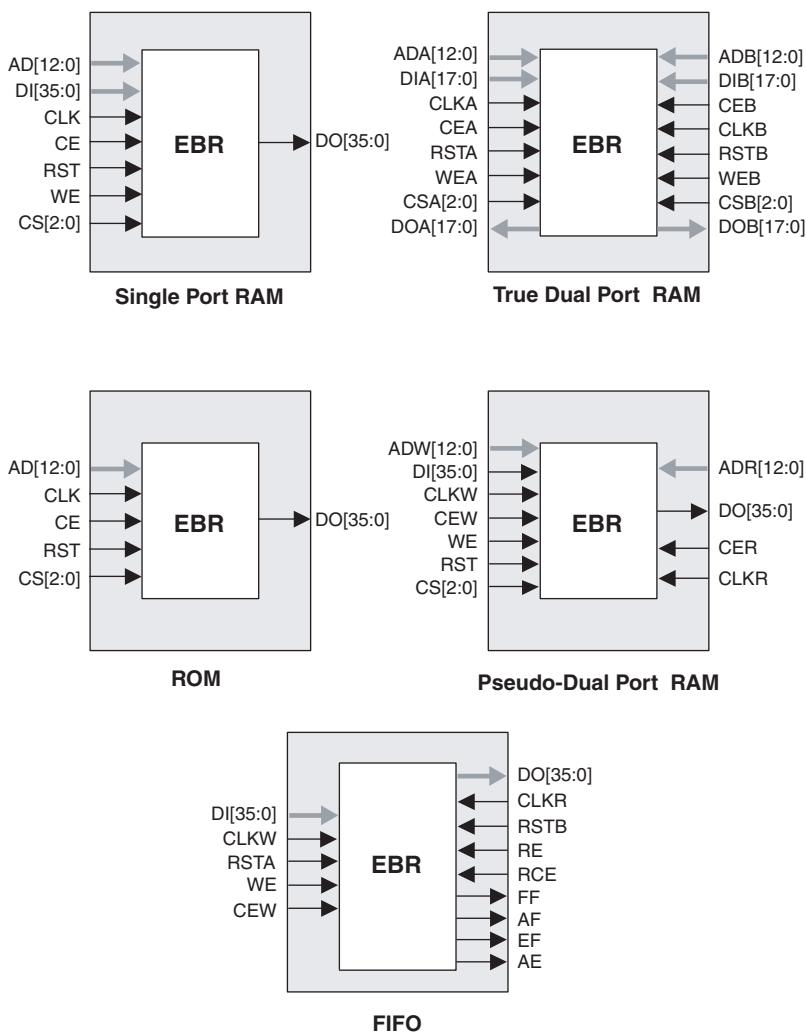 AD[12:0]
DI[35:0]
CLK
CE
RST
WE
CS[2:0]
EBR
DO[35:0]
Single Port RAM
ADA[12:0]
DIA[17:0]
CLKA
CEA
RSTA
WEA
CSA[2:0]
DOA[17:0]
EBR
ADB[12:0]
DIB[17:0]
CEB
CLKB
RSTB
WEB
CSB[2:0]
DOB[17:0]
True Dual Port RAM
AD[12:0]
CLK
CE
RST
CS[2:0]
EBR
DO[35:0]
ROM
ADW[12:0]
DI[35:0]
CLKW
CEW
WE
RST
CS[2:0]
EBR
ADR[12:0]
DO[35:0]
CER
CLKR
Pseudo-Dual Port RAM
DI[35:0]
CLKW
RSTA
WE
CEW
EBR
DO[35:0]
CLKR
RSTB
RE
RCE
FF
AF
EF
AE
FIFO